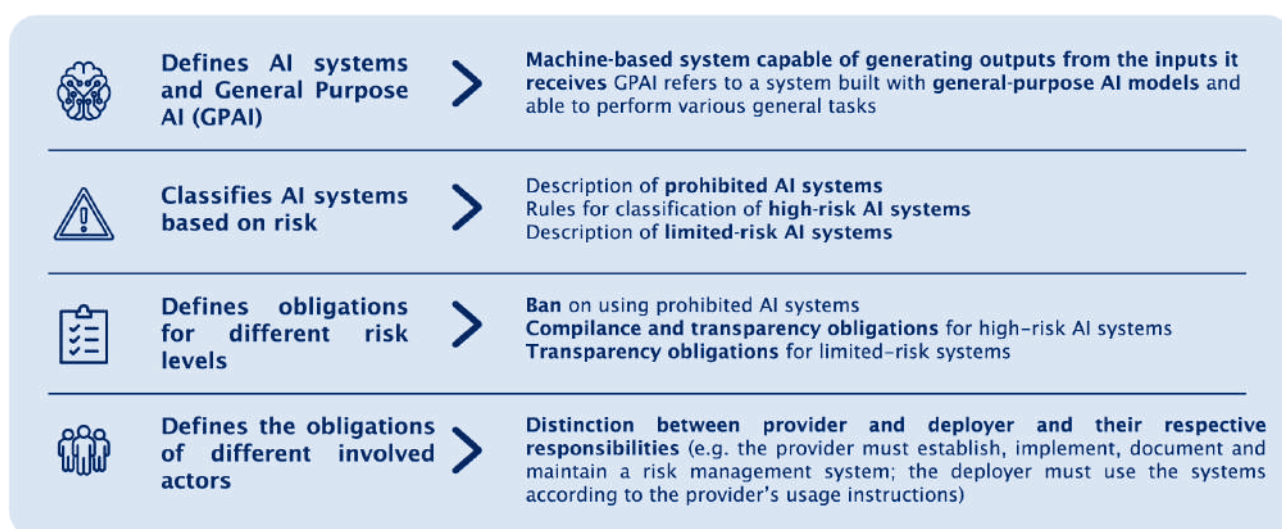 Defines AI systems
and General Purpose
AI (GPAI)
Machine-based system capable of generating outputs from the inputs it
receives GPAI refers to a system built with general-purpose AI models and
able to perform various general tasks
Classifies AI systems
based on risk
Description of prohibited AI systems
Rules for classification of high-risk AI systems
Description of limited-risk AI systems
Defines obligations
for different risk
levels
Ban on using prohibited AI systems
Compilance and transparency obligations for high-risk AI systems
Transparency obligations for limited-risk systems
Defines the obligations
of different involved
actors
Distinction between provider and deployer and their respective
responsibilities (e.g. the provider must establish, implement, document and
maintain a risk management system; the deployer must use the systems
according to the provider's usage instructions)